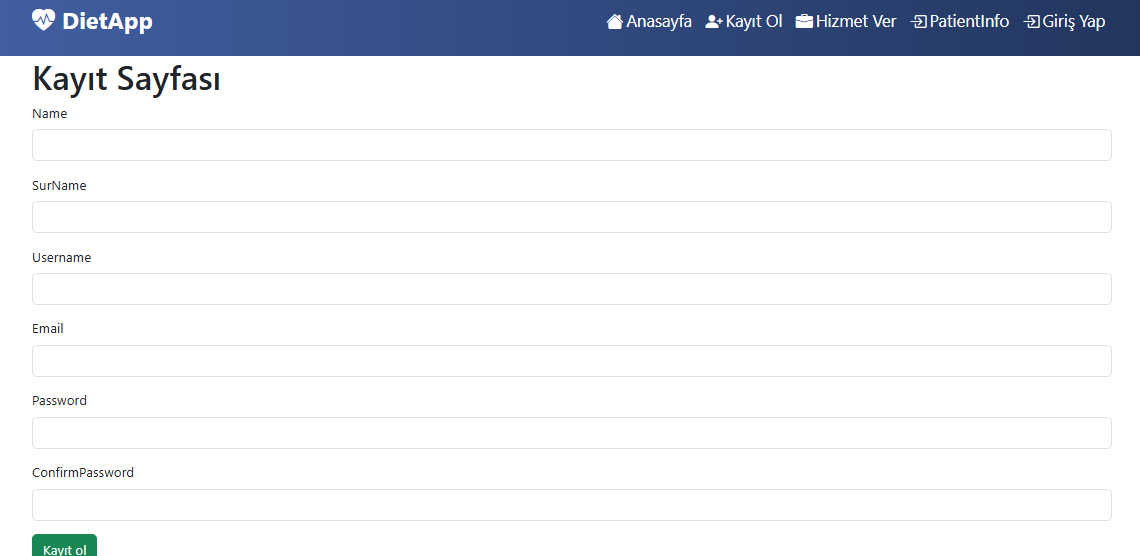 DietApp Anasayfa Kayıt Ol Hizmet Ver PatientInfo Giriş Yap
Kayıt Sayfası
Name
SurName
Username
Email
Password
ConfirmPassword
Kayıt ol